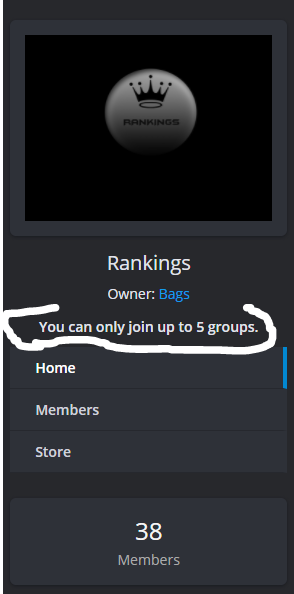 RANKINGS
Rankings
Owner: Bags
You can only join up to 5 groups.
Home
Members
Store
38
Members